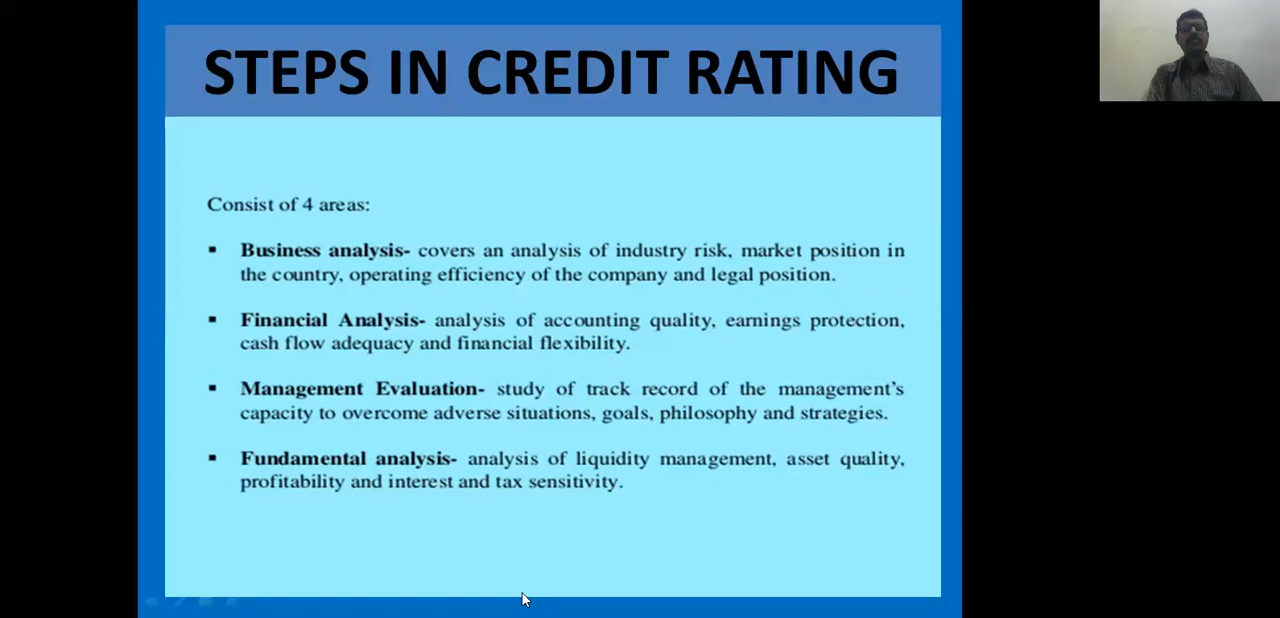 STEPS IN CREDIT RATING
Consist of 4 areas:
▪ Business analysis- covers an analysis of industry risk, market position in
the country, operating efficiency of the company and legal position.
▪ Financial Analysis- analysis of accounting quality, earnings protection,
cash flow adequacy and financial flexibility.
▪ Management Evaluation- study of track record of the management's
capacity to overcome adverse situations, goals, philosophy and strategies.
▪ Fundamental analysis- analysis of liquidity management, asset quality,
profitability and interest and tax sensitivity.